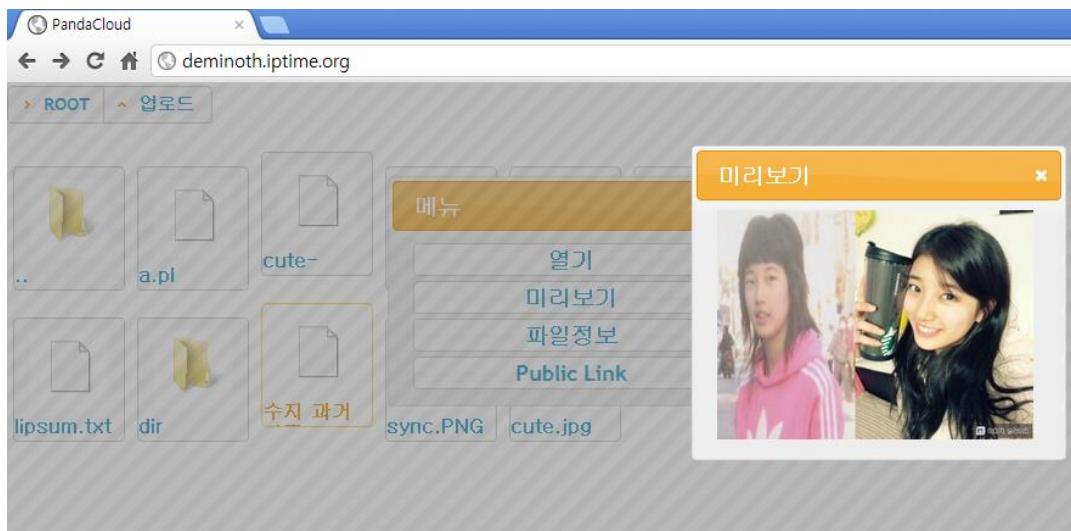 PandaCloud
deminoth.iptime.org
ROOT
업로드
미리보기
메뉴
열기
미리보기
파일정보
Public Link
..
a.pl
cute-
lipsum.txt
dir
수지 과거
sync.PNG
cute.jpg